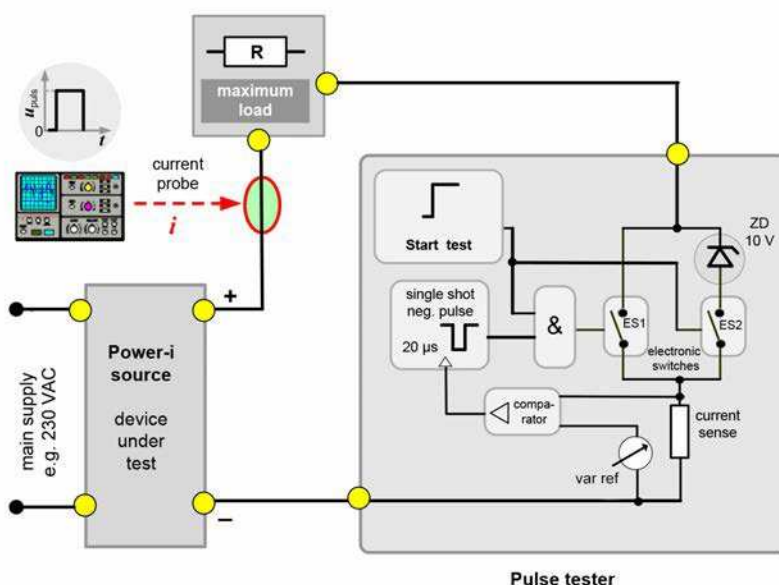 R
maximum
load
u puls
0
t
current
probe
i
Start test
ZD
10 V
single shot
neg. pulse
20 µs
&
ES1
ES2
electronic
switches
compa-
rator
current
sense
var ref
+
Power-i
source
device
under
test
–
main supply
e.g. 230 VAC
Pulse tester